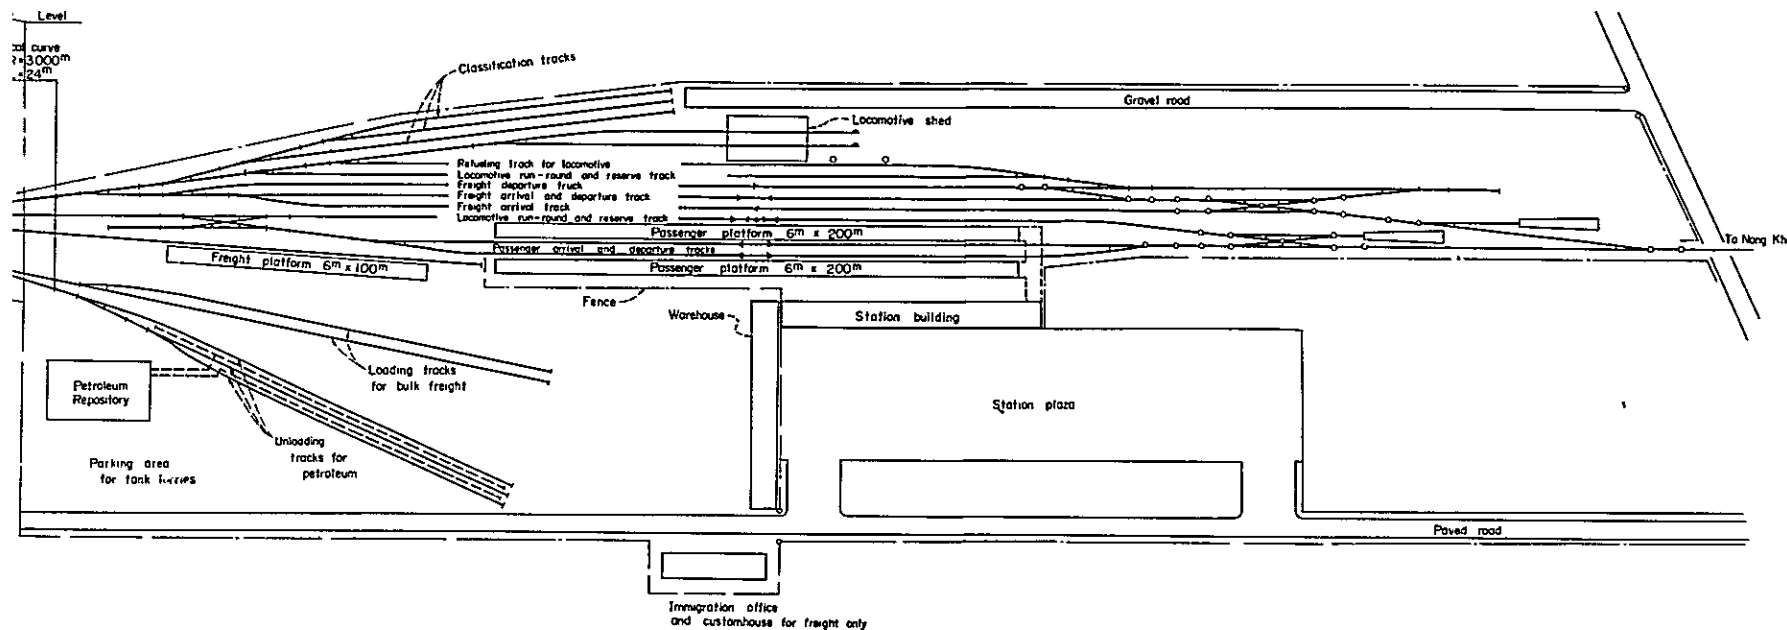 Level
curve
3000m
24m
Classification tracks
Gravel road
Locomotive shed
Refueling track for locomotive
Locomotive run-round and reserve track
Freight departure truck
Freight arrival and departure track
Freight arrival track
Locomotive run-round and reserve track
Passenger platform 6m x 200m
To Nong Kh
Passenger arrival and departure tracks
Freight platform 6m x 100m
Passenger platform 6m x 200m
Fence
Warehouse
Station building
Loading tracks
for bulk freight
Petroleum
Repository
Station plaza
Unloading
tracks for
petroleum
Parking area
for tank lorries
Paved road
Immigration office
and customhouse for freight only